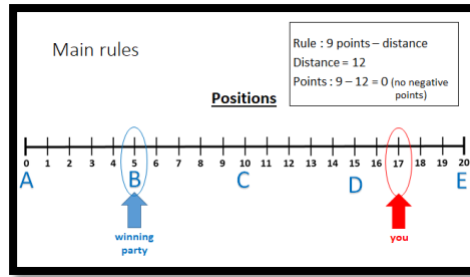 Main rules
Rule : 9 points – distance
Distance = 12
Points : 9 – 12 = 0 (no negative
points)
Positions
0 1 2 3 4 5 6 7 8 9 10 11 12 13 14 15 16 17 18 19 20
A B C D E
winning
party
you